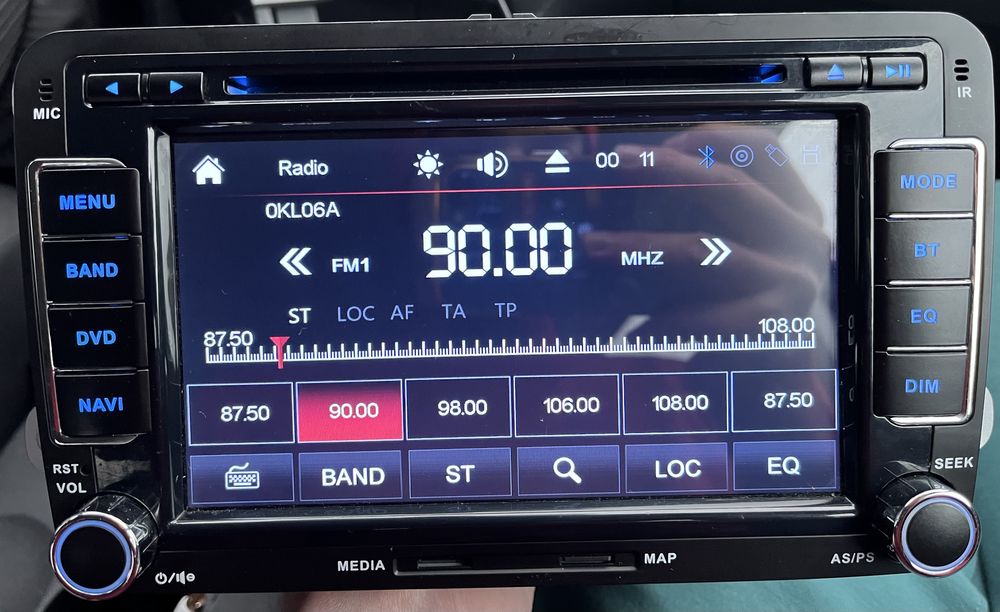 MIC
IR
MENU
BAND
DVD
NAVI
RST
VOL
Radio
00 11
0KL06A
FM1 90.00 MHZ
ST LOC AF TA TP
87.50 108.00
87.50 90.00 98.00 106.00 108.00 87.50
BAND ST LOC EQ
MODE
BT
EQ
DIM
SEEK
MEDIA MAP
AS/PS